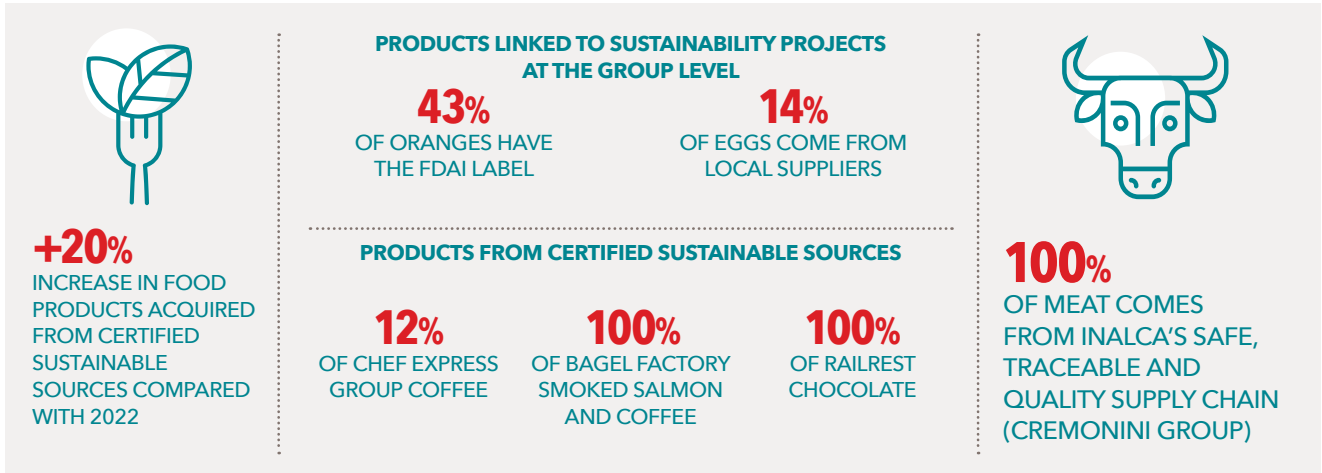 +20%
INCREASE IN FOOD
PRODUCTS ACQUIRED
FROM CERTIFIED
SUSTAINABLE
SOURCES COMPARED
WITH 2022
PRODUCTS LINKED TO SUSTAINABILITY PROJECTS
AT THE GROUP LEVEL
43%
OF ORANGES HAVE
THE FDAI LABEL
14%
OF EGGS COME FROM
LOCAL SUPPLIERS
PRODUCTS FROM CERTIFIED SUSTAINABLE SOURCES
12%
OF CHEF EXPRESS
GROUP COFFEE
100%
OF BAGEL FACTORY
SMOKED SALMON
AND COFFEE
100%
OF RAILREST
CHOCOLATE
100%
OF MEAT COMES
FROM INALCA'S SAFE,
TRACEABLE AND
QUALITY SUPPLY CHAIN
(CREMONINI GROUP)